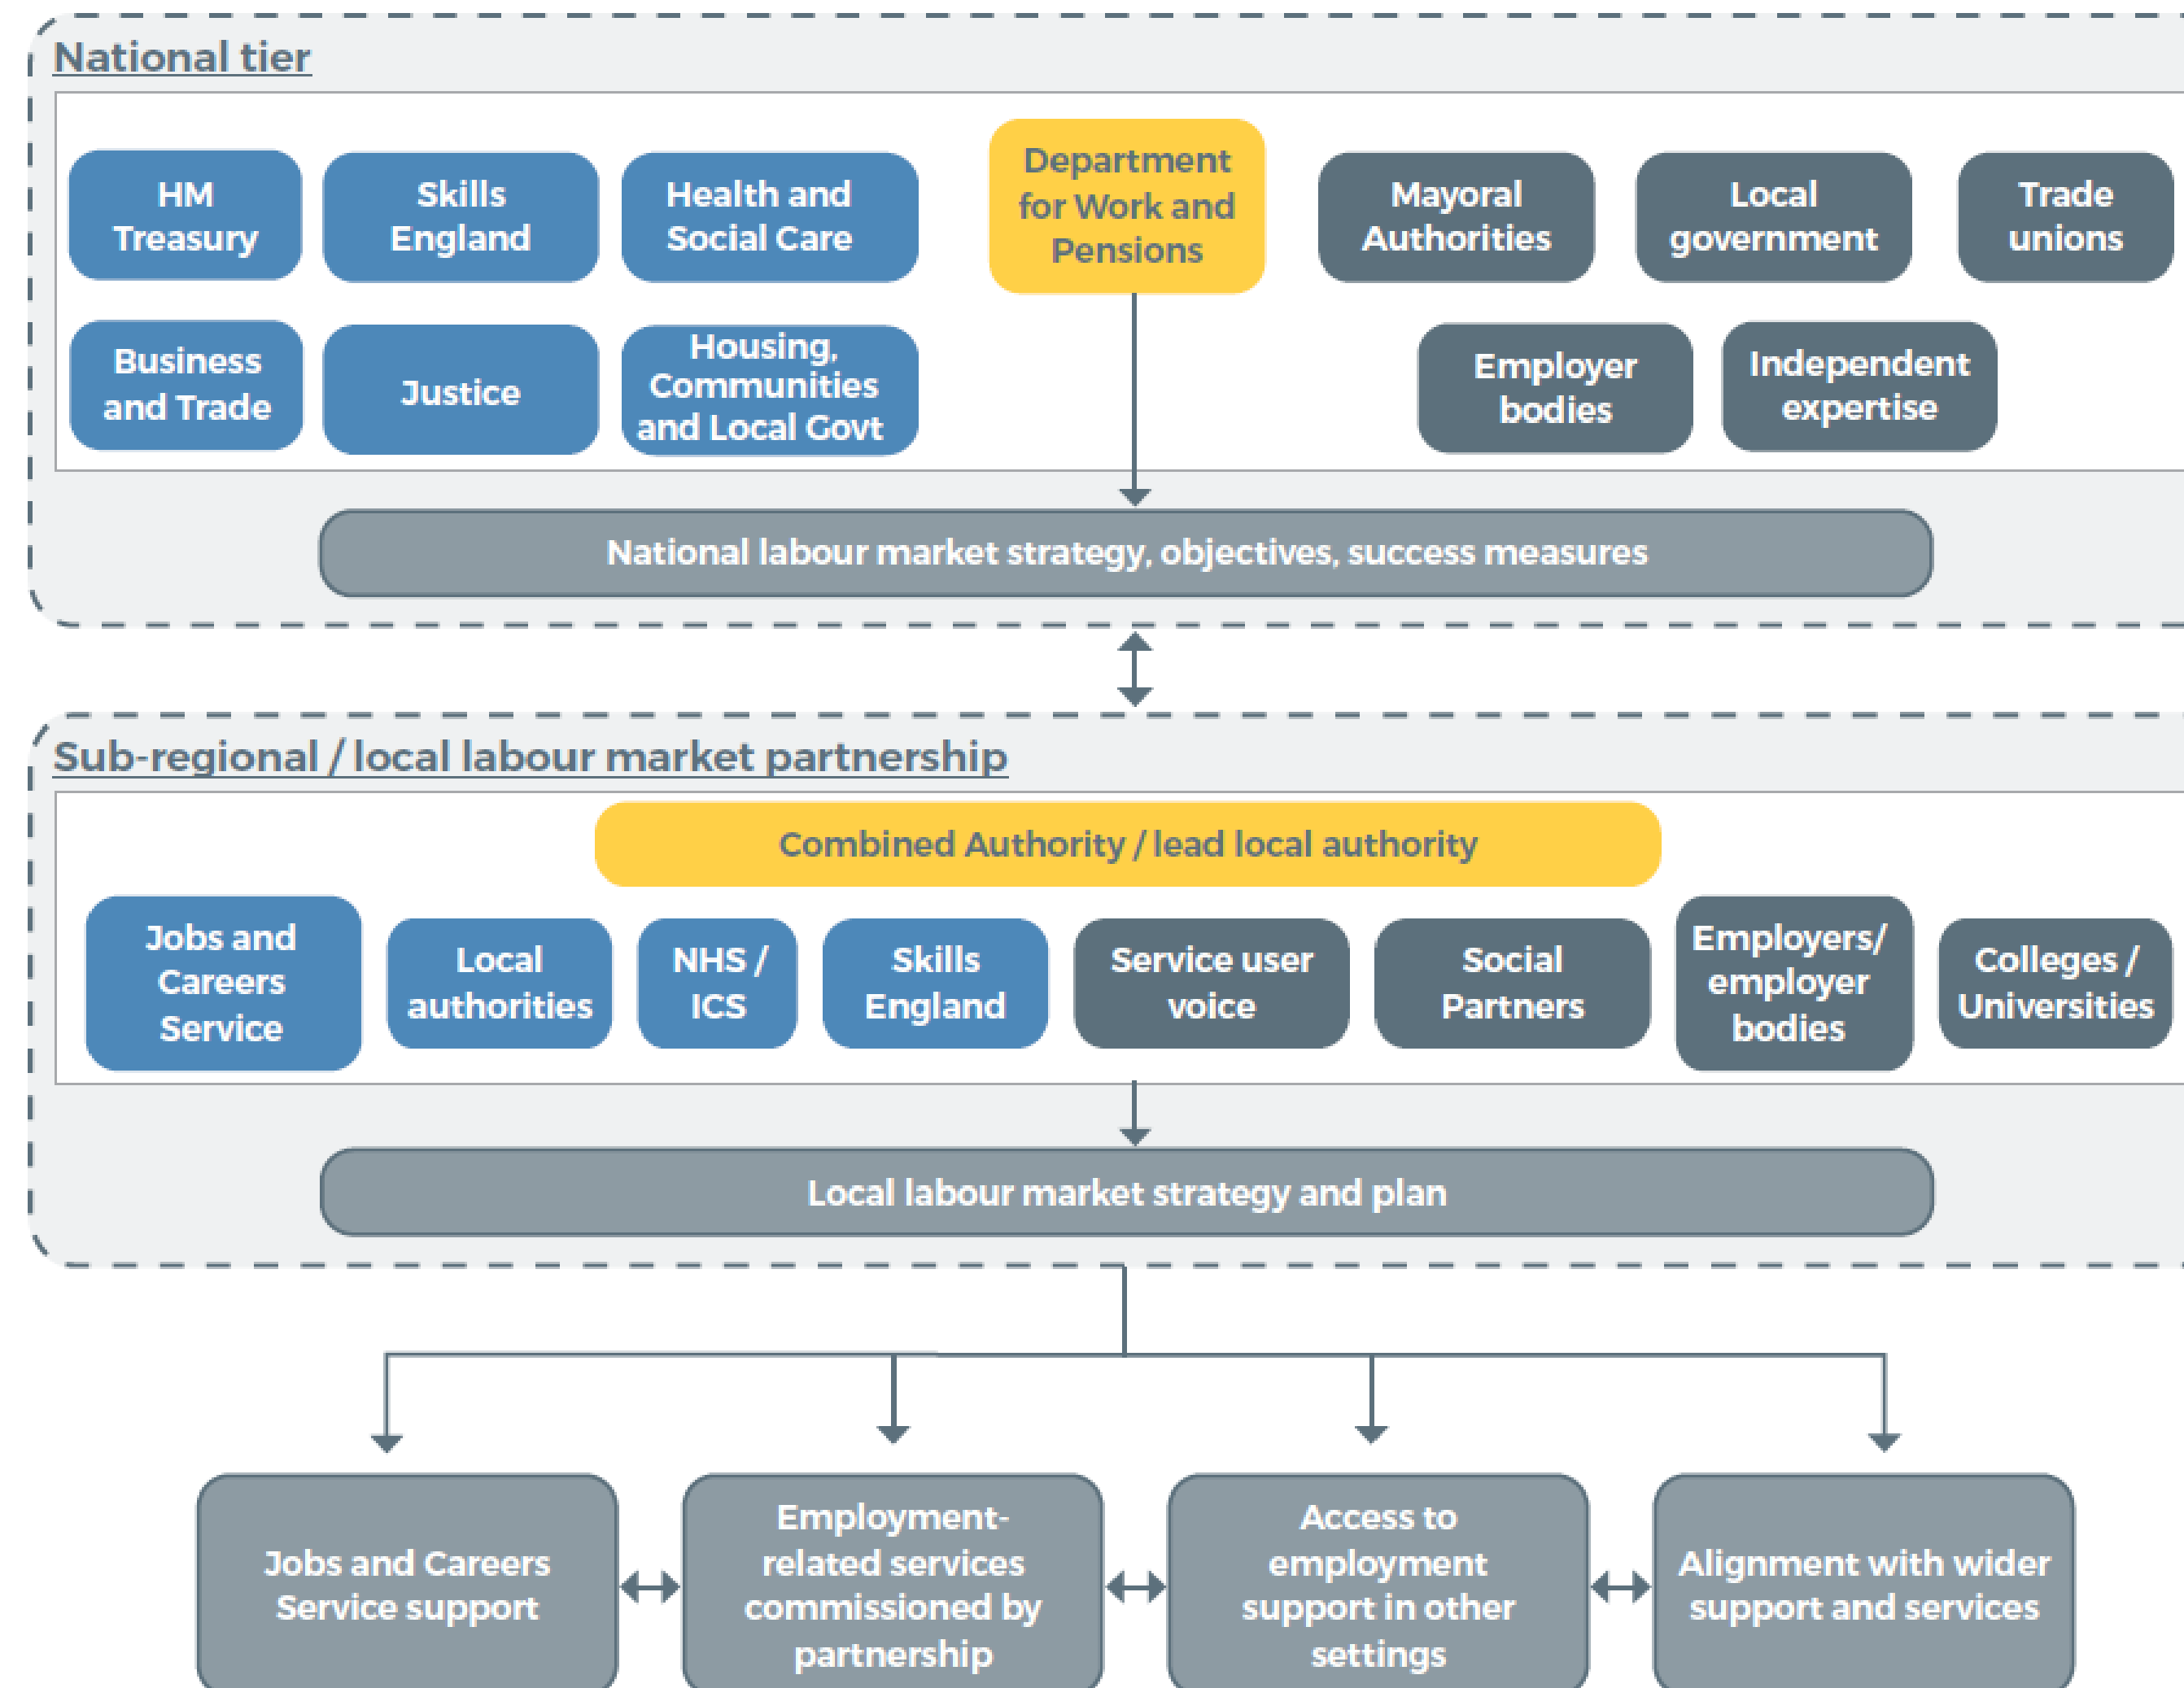 National tier
HM
Treasury
Skills
England
Health and
Social Care
Department
for Work and
Pensions
Mayoral
Authorities
Local
government
Trade
unions
Business
and Trade
Justice
Housing,
Communities
and Local Govt
Employer
bodies
Independent
expertise
National labour market strategy, objectives, success measures
Sub-regional / local labour market partnership
Combined Authority / lead local authority
Jobs and
Careers
Service
Local
authorities
NHS /
ICS
Skills
England
Service user
voice
Social
Partners
Employers/
employer
bodies
Colleges /
Universities
Local labour market strategy and plan
Jobs and Careers
Service support
Employment-
related services
commissioned by
partnership
Access to
employment
support in other
settings
Alignment with wider
support and services